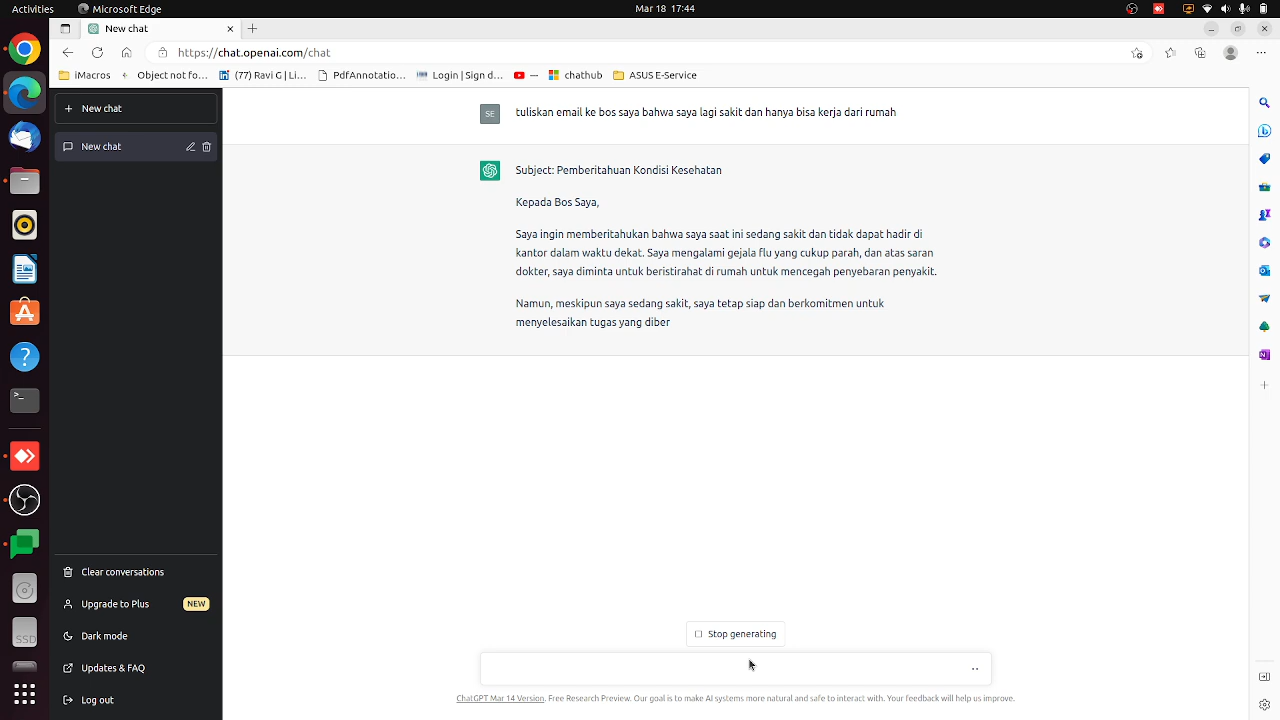 Activities
Microsoft Edge
Mar 18 17:44
New chat
https://chat.openai.com/chat
iMacros
Object not fo...
(77) Ravi G | Li...
PdfAnnotatio...
Login | Sign d...
chathub
ASUS E-Service
New chat
New chat
SE
tuliskan email ke bos saya bahwa saya lagi sakit dan hanya bisa kerja dari rumah
Subject: Pemberitahuan Kondisi Kesehatan
Kepada Bos Saya,
Saya ingin memberitahukan bahwa saya saat ini sedang sakit dan tidak dapat hadir di
kantor dalam waktu dekat. Saya mengalami gejala flu yang cukup parah, dan atas saran
dokter, saya diminta untuk beristirahat di rumah untuk mencegah penyebaran penyakit.
Namun, meskipun saya sedang sakit, saya tetap siap dan berkomitmen untuk
menyelesaikan tugas yang diber
SSD
Clear conversations
Upgrade to Plus NEW
Dark mode
Updates & FAQ
Log out
Stop generating
ChatGPT Mar 14 Version. Free Research Preview. Our goal is to make AI systems more natural and safe to interact with. Your feedback will help us improve.